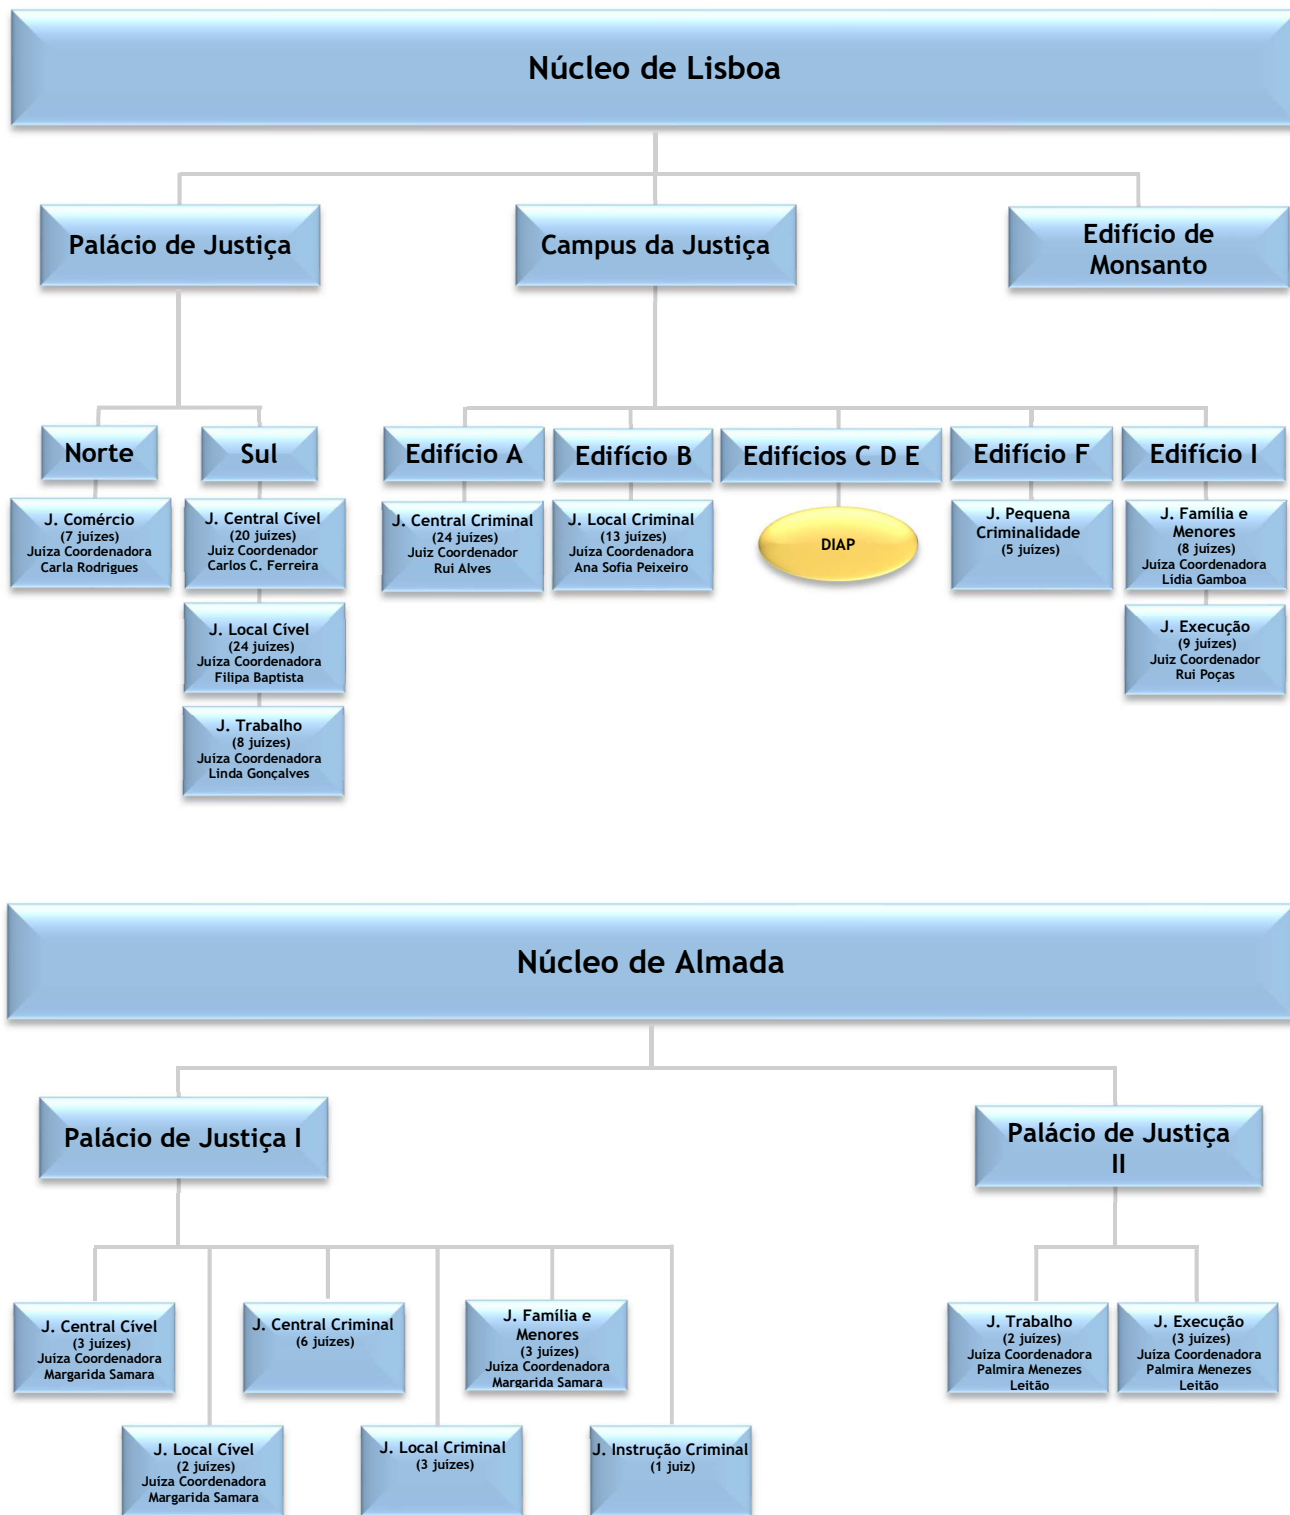 Núcleo de Lisboa
Palácio de Justiça
Campus da Justiça
Edifício de
Monsanto
Norte
Sul
Edifício A
Edifício B
Edifícios C D E
Edifício F
Edifício I
J. Comércio
(7 juízes)
Juíza Coordenadora
Carla Rodrigues
J. Central Cível
(20 juízes)
Juiz Coordenador
Carlos C. Ferreira
J. Local Cível
(24 juízes)
Juíza Coordenadora
Filipa Baptista
J. Trabalho
(8 juízes)
Juíza Coordenadora
Linda Gonçalves
J. Central Criminal
(24 juízes)
Juiz Coordenador
Rui Alves
J. Local Criminal
(13 juízes)
Juíza Coordenadora
Ana Sofia Peixeiro
DIAP
J. Pequena
Criminalidade
(5 juízes)
J. Família e
Menores
(8 juízes)
Juíza Coordenadora
Lídia Gamboa
J. Execução
(9 juízes)
Juiz Coordenador
Rui Poças
Núcleo de Almada
Palácio de Justiça I
Palácio de Justiça
II
J. Central Cível
(3 juízes)
Juíza Coordenadora
Margarida Samara
J. Local Cível
(2 juízes)
Juíza Coordenadora
Margarida Samara
J. Central Criminal
(6 juízes)
J. Local Criminal
(3 juízes)
J. Família e
Menores
(3 juízes)
Juíza Coordenadora
Margarida Samara
J. Instrução Criminal
(1 juiz)
J. Trabalho
(2 juízes)
Juíza Coordenadora
Palmira Menezes
Leitão
J. Execução
(3 juízes)
Juíza Coordenadora
Palmira Menezes
Leitão